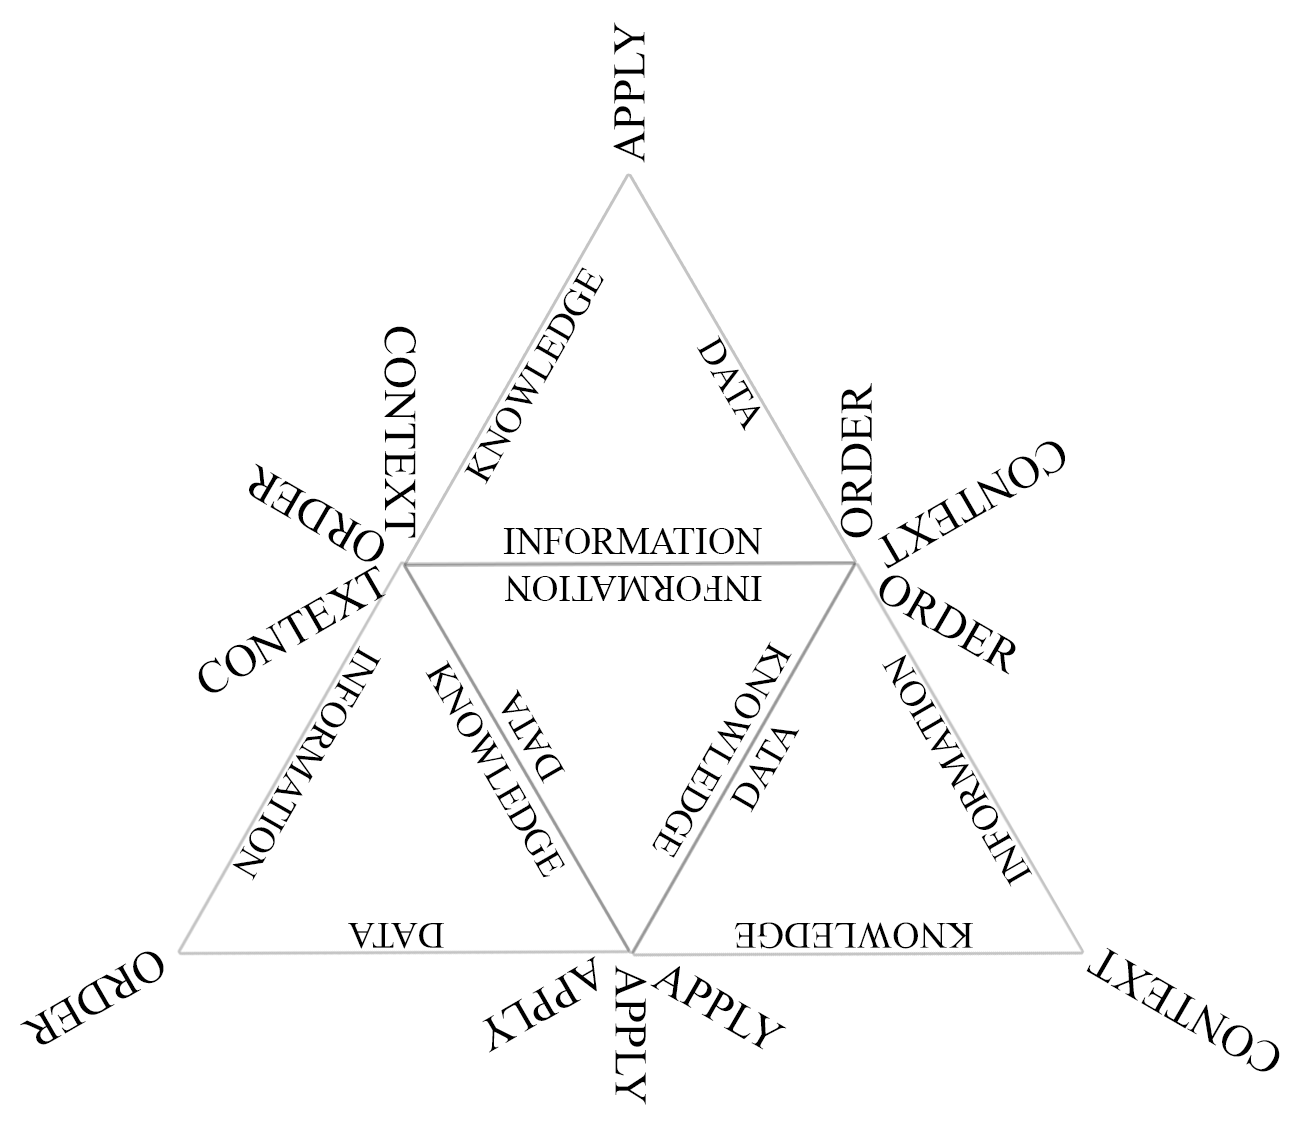 APPLY
KNOWLEDGE
DATA
CONTEXT
ORDER
ORDER
CONTEXT
INFORMATION
INFORMATION
CONTEXT
ORDER
INFORMATION
KNOWLEDGE
DATA
KNOWLEDGE
DATA
INFORMATION
DATA
KNOWLEDGE
ORDER
APPLY
APPLY
APPLY
CONTEXT